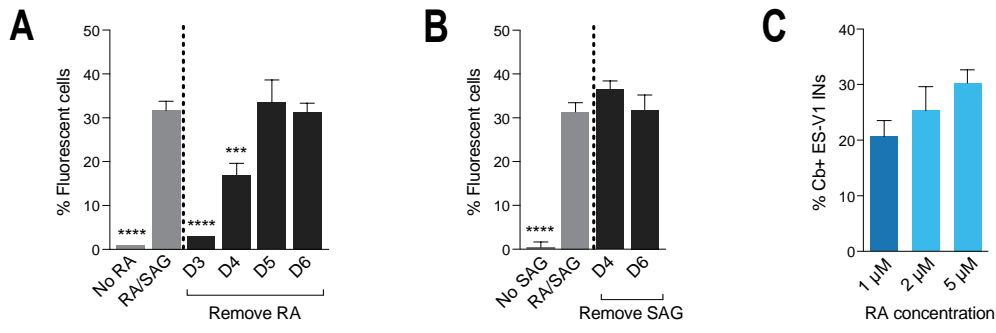 A
% Fluorescent cells
50
40
30
20
10
0
****
****
***
No RA
RA/SAG
D3
D4
D5
D6
Remove RA
B
% Fluorescent cells
50
40
30
20
10
0
****
No SAG
RA/SAG
D4
D6
Remove SAG
C
% Cb+ ES-V1 INs
40
30
20
10
0
1 µM
2 µM
5 µM
RA concentration